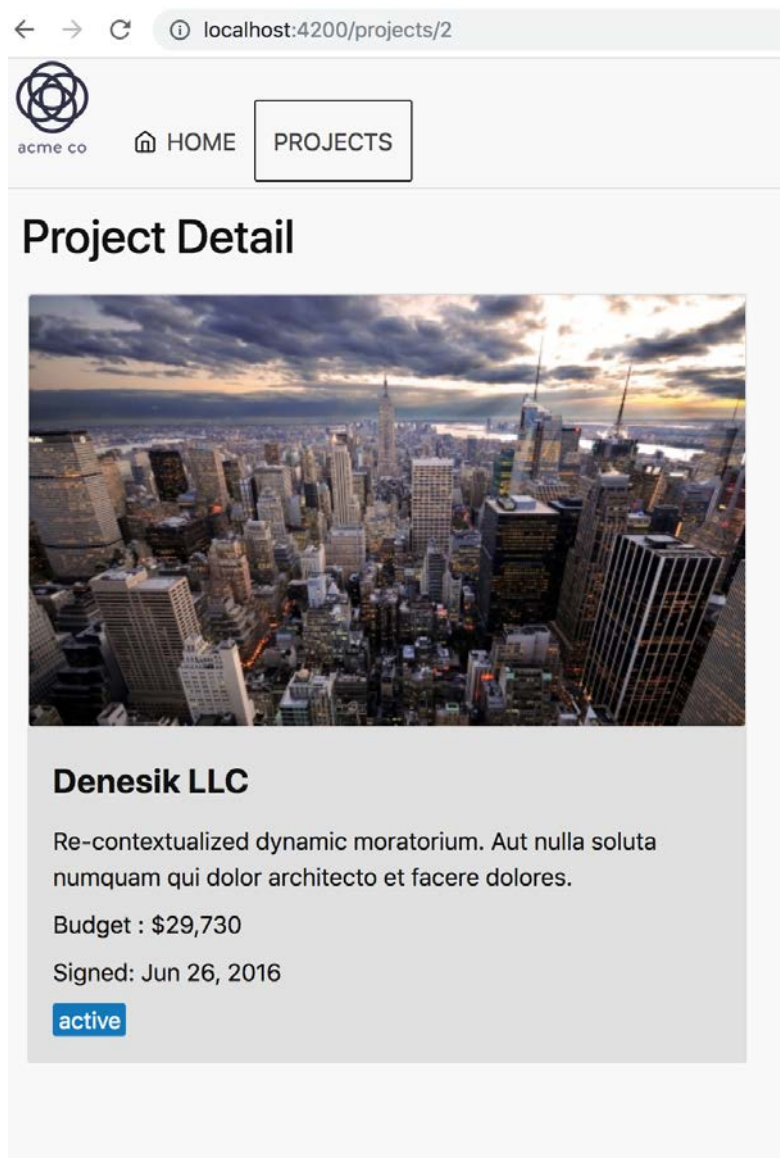 localhost:4200/projects/2
acme co
HOME
PROJECTS
Project Detail
Denesik LLC
Re-contextualized dynamic moratorium. Aut nulla soluta
numquam qui dolor architecto et facere dolores.
Budget : $29,730
Signed: Jun 26, 2016
active